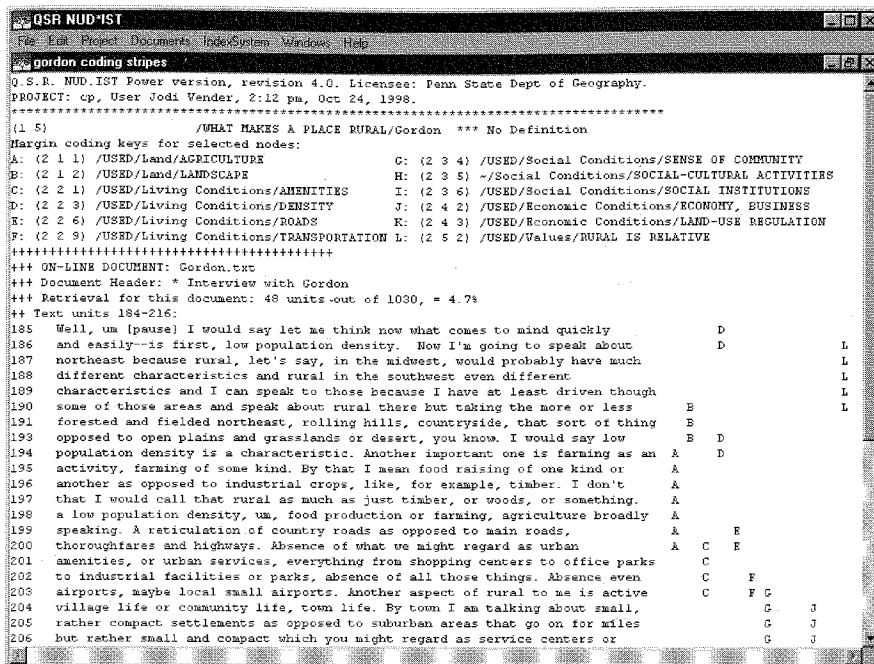 QSR NUD*IST
File Edit Project Documents IndexSystem Windows Help
gordon coding stripes
Q.S.R. NUD.IST Power version, revision 4.0. Licensee: Penn State Dept of Geography.
PROJECT: cp, User Jodi Vender, 2:12 pm, Oct 24, 1998.
*************************************************************************************
(1 5) /WHAT MAKES A PLACE RURAL/Gordon *** No Definition
Margin coding keys for selected nodes:
A: (2 1 1) /USED/Land/AGRICULTURE G: (2 3 4) /USED/Social Conditions/SENSE OF COMMUNITY
B: (2 1 2) /USED/Land/LANDSCAPE H: (2 3 5) ~/Social Conditions/SOCIAL-CULTURAL ACTIVITIES
C: (2 2 1) /USED/Living Conditions/AMENITIES I: (2 3 6) /USED/Social Conditions/SOCIAL INSTITUTIONS
D: (2 2 3) /USED/Living Conditions/DENSITY J: (2 4 2) /USED/Economic Conditions/ECONOMY, BUSINESS
E: (2 2 6) /USED/Living Conditions/ROADS K: (2 4 3) /USED/Economic Conditions/LAND-USE REGULATION
F: (2 2 9) /USED/Living Conditions/TRANSPORTATION L: (2 5 2) /USED/Values/RURAL IS RELATIVE
++++++++++++++++++++++++++++++++++++++++++
+++ ON-LINE DOCUMENT: Gordon.txt
+++ Document Header: * Interview with Gordon
+++ Retrieval for this document: 48 units out of 1030, = 4.7%
++ Text units 184-216:
185 Well, um [pause] I would say let me think now what comes to mind quickly D
186 and easily--is first, low population density. Now I'm going to speak about D L
187 northeast because rural, let's say, in the midwest, would probably have much L
188 different characteristics and rural in the southwest even different L
189 characteristics and I can speak to those because I have at least driven though L
190 some of those areas and speak about rural there but taking the more or less B L
191 forested and fielded northeast, rolling hills, countryside, that sort of thing B
193 opposed to open plains and grasslands or desert, you know. I would say low B D
194 population density is a characteristic. Another important one is farming as an A D
195 activity, farming of some kind. By that I mean food raising of one kind or A
196 another as opposed to industrial crops, like, for example, timber. I don't A
197 that I would call that rural as much as just timber, or woods, or something. A
198 a low population density, um, food production or farming, agriculture broadly A
199 speaking. A reticulation of country roads as opposed to main roads, A E
200 thoroughfares and highways. Absence of what we might regard as urban A C E
201 amenities, or urban services, everything from shopping centers to office parks C
202 to industrial facilities or parks, absence of all those things. Absence even C F
203 airports, maybe local small airports. Another aspect of rural to me is active C F G
204 village life or community life, town life. By town I am talking about small, G J
205 rather compact settlements as opposed to suburban areas that go on for miles G J
206 but rather small and compact which you might regard as service centers or G J